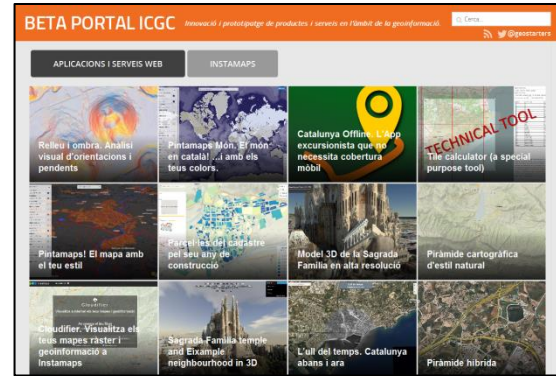 BETA PORTAL ICGC
Innovació i prototipatge de productes i serveis en l'àmbit de la geoinformació.
Cerca...
@geostarters
APLICACIONS I SERVEIS WEB
INSTAMAPS
Relleu i ombra. Anàlisi
visual d'orientacions i
pendents
Pintamaps Món. El món
en català! ...i amb els
teus colors.
Catalunya Offline. L'App
excursionista que no
necessita cobertura
mòbil
TECHNICAL TOOL
Tile calculator (a special
purpose tool)
Pintamaps! El mapa amb
el teu estil
Parcel·les del cadastre
pel seu any de
construcció
Model 3D de la Sagrada
Família en alta resolució
Piràmide cartogràfica
d'estil natural
Cloudifier
Cloudifier. Visualitza els
teus mapes ràster i
geoinformació a
Instamaps
Sagrada Família temple
and Eixample
neighbourhood in 3D
L'ull del temps. Catalunya
abans i ara
Piràmide híbrida